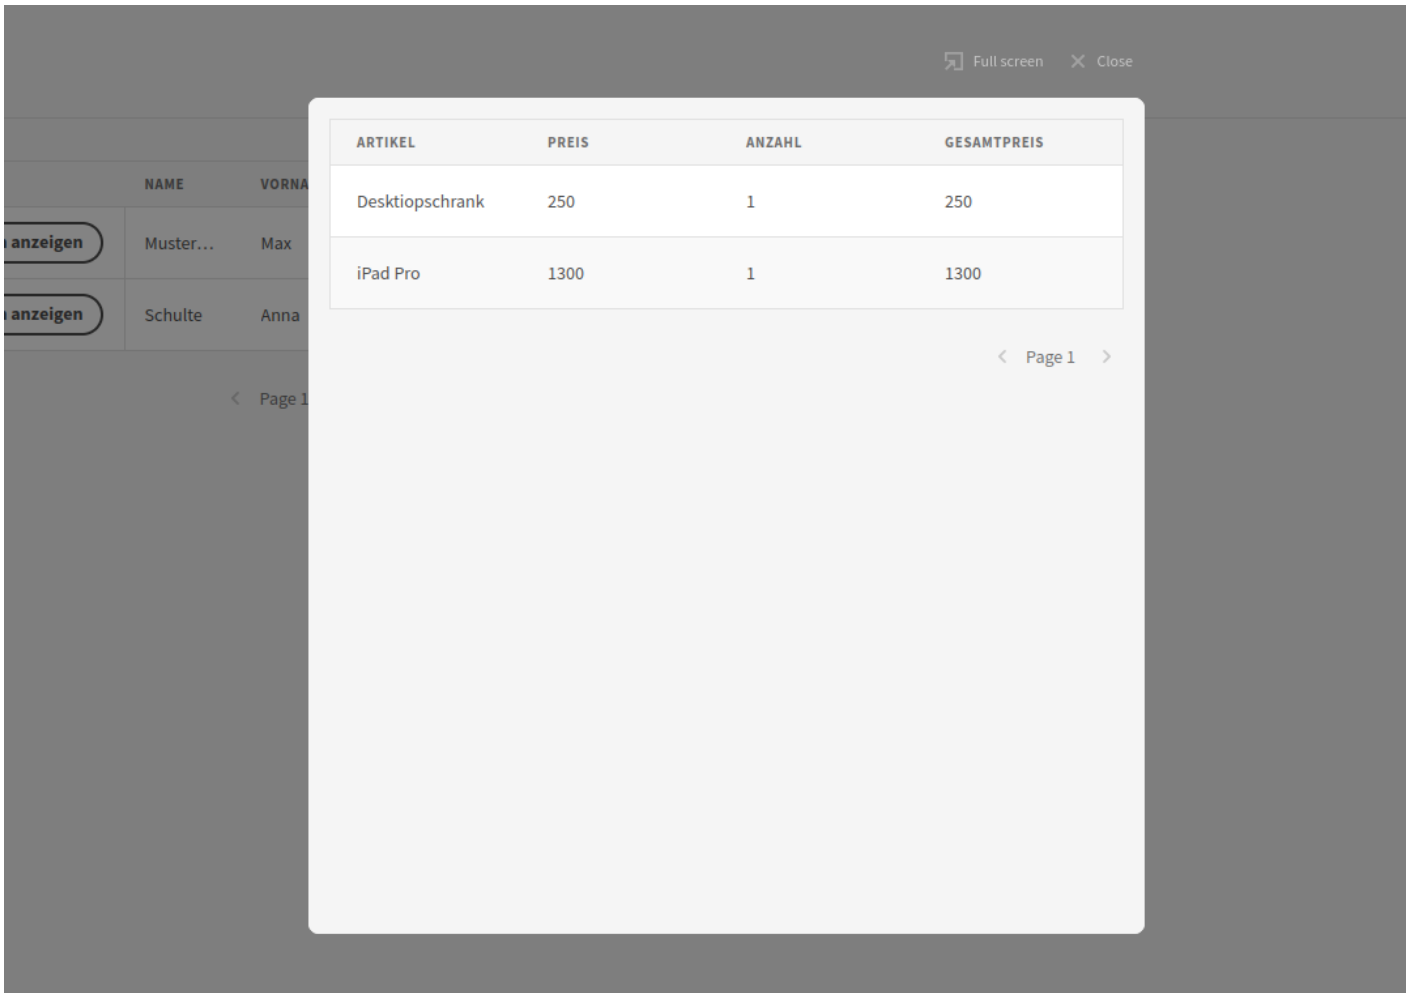 Full screen Close
ARTIKEL PREIS ANZAHL GESAMTPREIS
Desktiopschrank 250 1 250
iPad Pro 1300 1 1300
Page 1
NAME
anzeigen Muster... Max
anzeigen Schulte Anna
Page 1